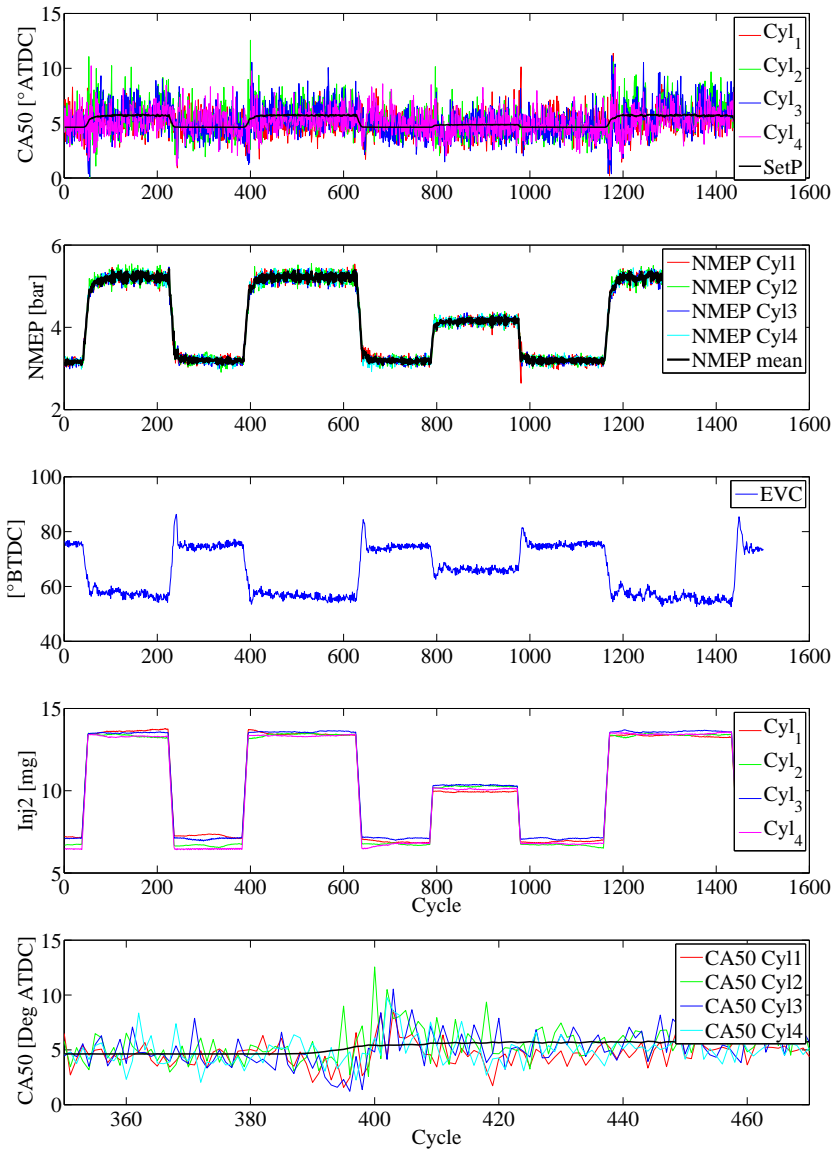 15
10
5
0
CA50 [°ATDC]
Cyl1
Cyl2
Cyl3
Cyl4
SetP
0 200 400 600 800 1000 1200 1400 1600
6
4
2
NMEP [bar]
NMEP Cyl1
NMEP Cyl2
NMEP Cyl3
NMEP Cyl4
NMEP mean
0 200 400 600 800 1000 1200 1400 1600
100
80
60
40
[°BTDC]
EVC
0 200 400 600 800 1000 1200 1400 1600
15
10
5
Inj2 [mg]
Cyl1
Cyl2
Cyl3
Cyl4
0 200 400 600 800 1000 1200 1400 1600
Cycle
15
10
5
0
CA50 [Deg ATDC]
CA50 Cyl1
CA50 Cyl2
CA50 Cyl3
CA50 Cyl4
360 380 400 420 440 460
Cycle